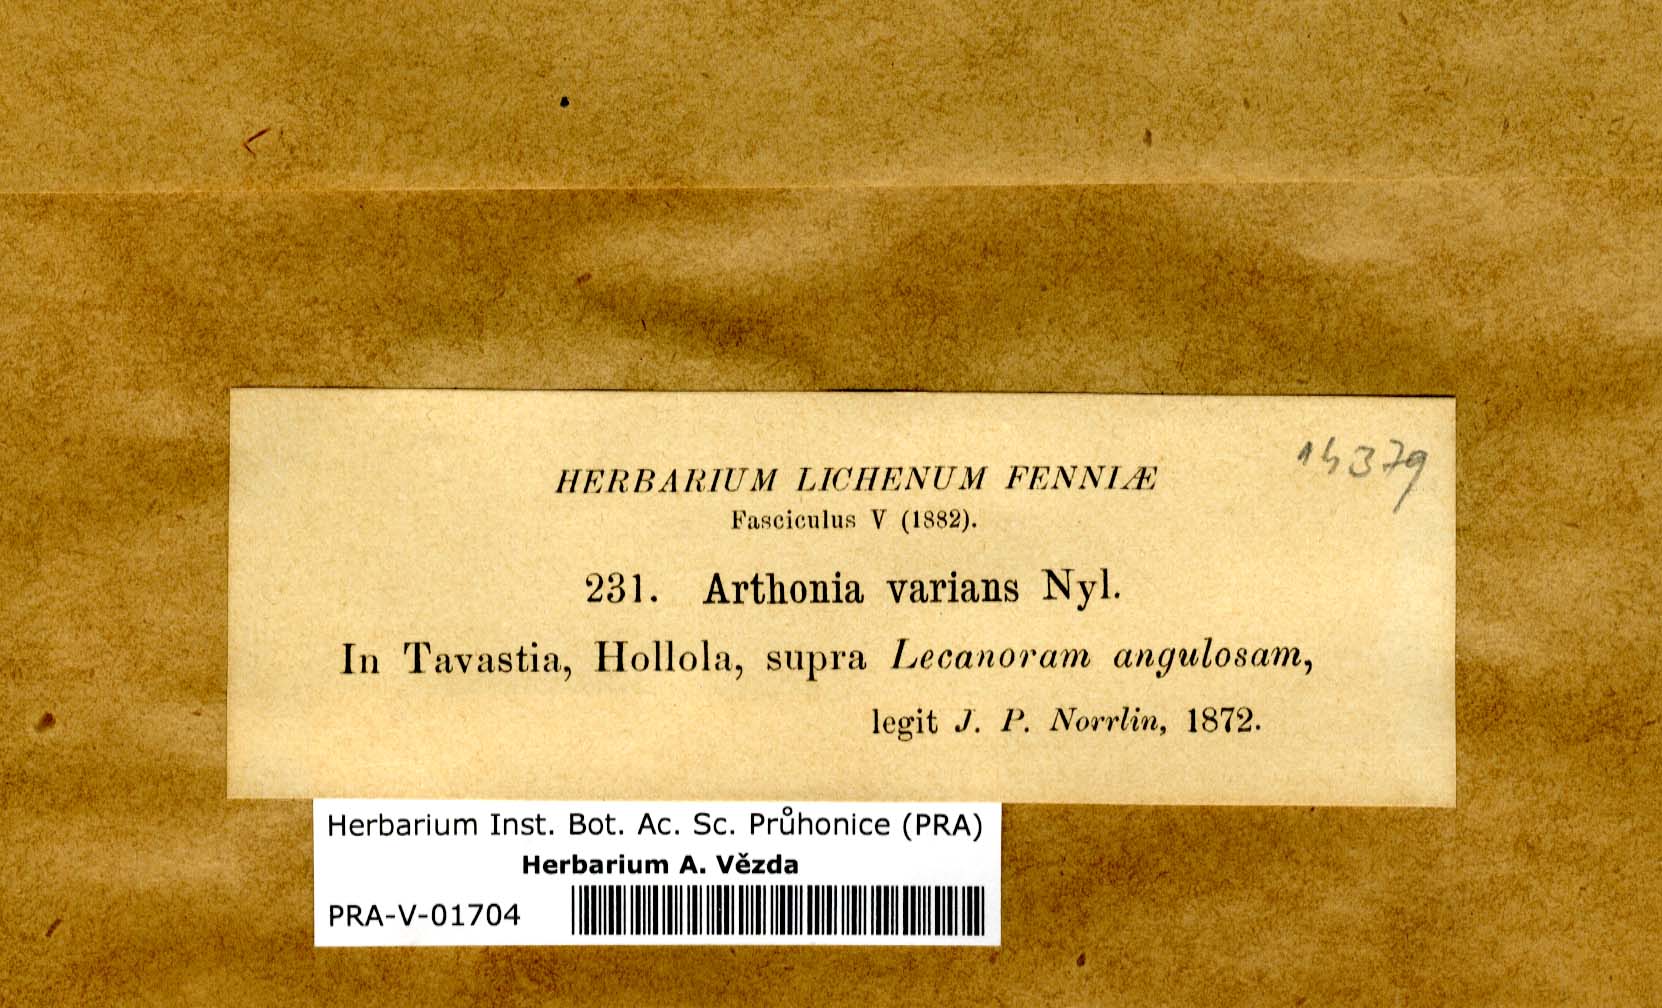 14379
HERBARIUM LICHENUM FENNIÆ
Fasciculus V (1882).
231. Arthonia varians Nyl.
In Tavastia, Hollola, supra Lecanoram angulosam,
legit J. P. Norrlin, 1872.
Herbarium Inst. Bot. Ac. Sc. Průhonice (PRA)
Herbarium A. Vězda
PRA-V-01704